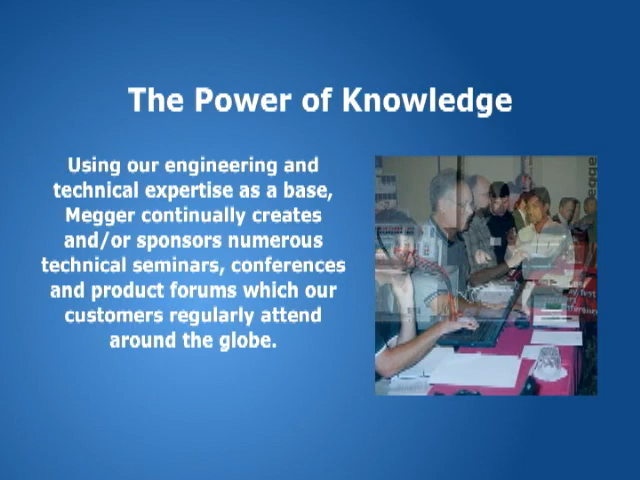 The Power of Knowledge
Using our engineering and
technical expertise as a base,
Megger continually creates
and/or sponsors numerous
technical seminars, conferences
and product forums which our
customers regularly attend
around the globe.